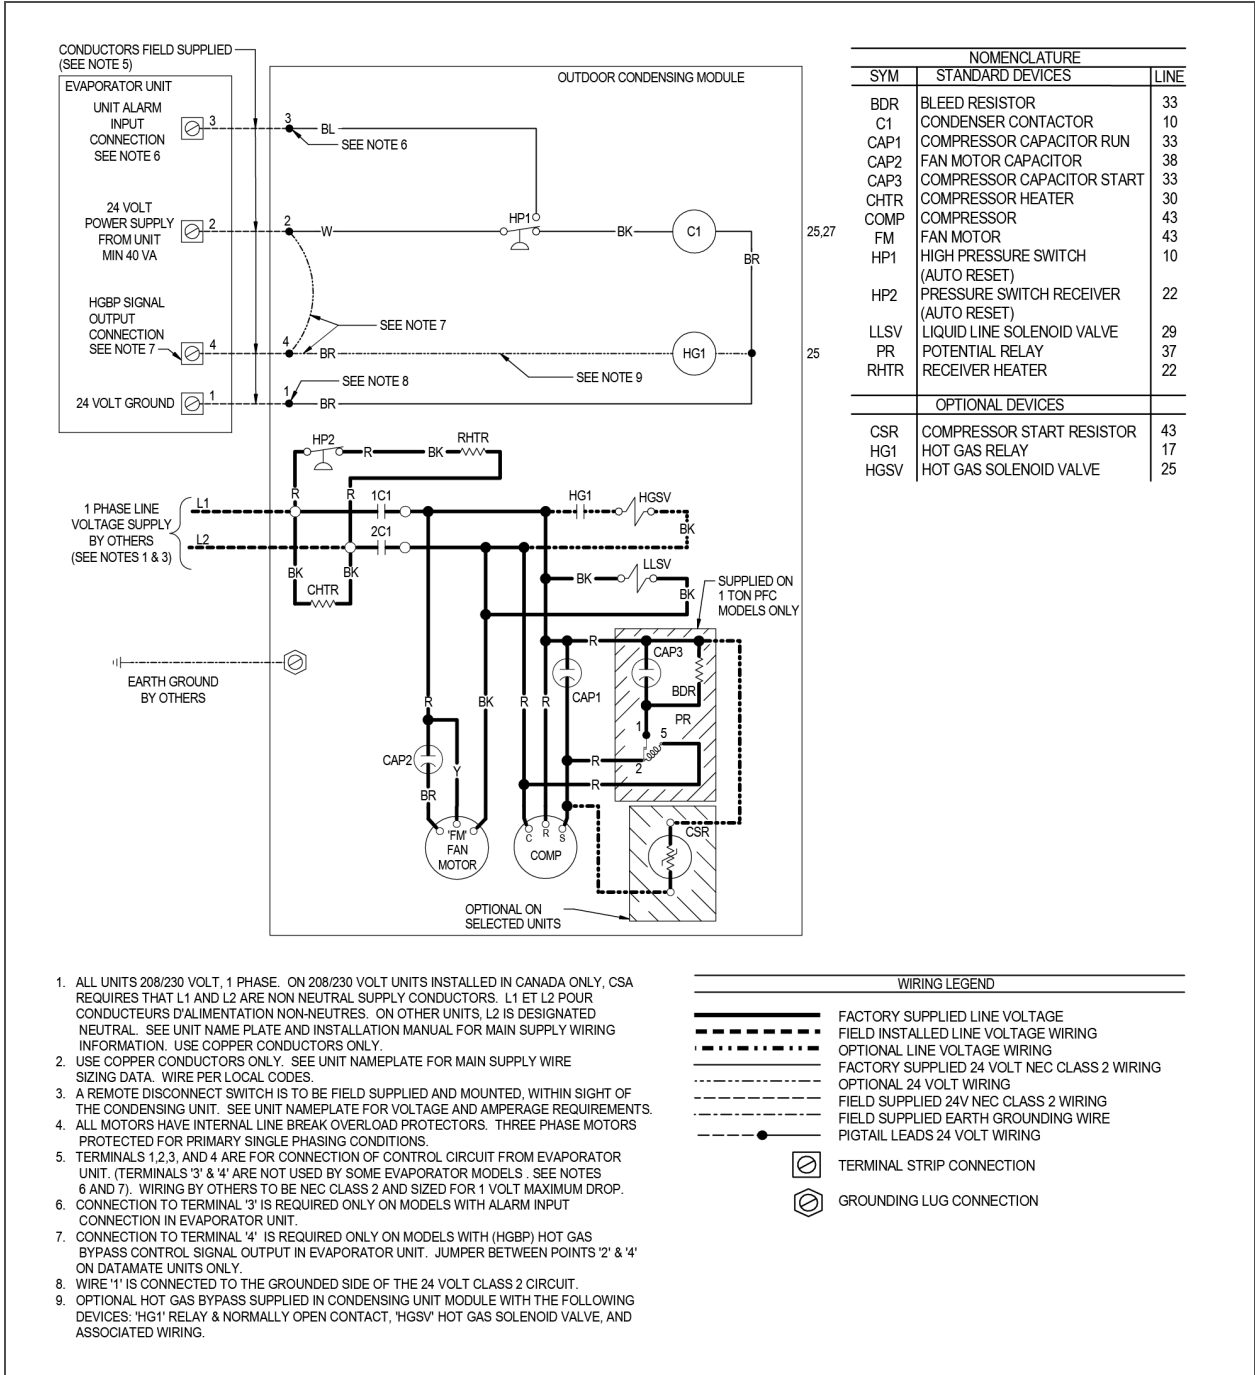 CONDUCTORS FIELD SUPPLIED
(SEE NOTE 5)
EVAPORATOR UNIT
OUTDOOR CONDENSING MODULE
UNIT ALARM
INPUT
CONNECTION
SEE NOTE 6
3
3
BL
SEE NOTE 6
24 VOLT
POWER SUPPLY
FROM UNIT
MIN 40 VA
2
2
W
HP1
BK
C1
25,27
BR
HGBP SIGNAL
OUTPUT
CONNECTION
SEE NOTE 7
SEE NOTE 7
4
4
BR
HG1
25
SEE NOTE 9
SEE NOTE 8
24 VOLT GROUND
1
1
BR
HP2
R
BK
RHTR
R
R
1 PHASE LINE
VOLTAGE SUPPLY
BY OTHERS
(SEE NOTES 1 & 3)
L1
1C1
HG1
HGSV
BK
L2
2C1
BK
BK
CHTR
BK
LLSV
BK
SUPPLIED ON
1 TON PFC
MODELS ONLY
EARTH GROUND
BY OTHERS
R
CAP3
BDR
CAP1
R
BK
R
R
PR
1
5
2
R
R
CAP2
Y
BR
'FM'
FAN
MOTOR
C
R
S
COMP
CSR
OPTIONAL ON
SELECTED UNITS
NOMENCLATURE
SYM STANDARD DEVICES LINE
BDR BLEED RESISTOR 33
C1 CONDENSER CONTACTOR 10
CAP1 COMPRESSOR CAPACITOR RUN 33
CAP2 FAN MOTOR CAPACITOR 38
CAP3 COMPRESSOR CAPACITOR START 33
CHTR COMPRESSOR HEATER 30
COMP COMPRESSOR 43
FM FAN MOTOR 43
HP1 HIGH PRESSURE SWITCH 10
(AUTO RESET)
HP2 PRESSURE SWITCH RECEIVER 22
(AUTO RESET)
LLSV LIQUID LINE SOLENOID VALVE 29
PR POTENTIAL RELAY 37
RHTR RECEIVER HEATER 22
OPTIONAL DEVICES
CSR COMPRESSOR START RESISTOR 43
HG1 HOT GAS RELAY 17
HGSV HOT GAS SOLENOID VALVE 25
1. ALL UNITS 208/230 VOLT, 1 PHASE. ON 208/230 VOLT UNITS INSTALLED IN CANADA ONLY, CSA
REQUIRES THAT L1 AND L2 ARE NON NEUTRAL SUPPLY CONDUCTORS. L1 ET L2 POUR
CONDUCTEURS D'ALIMENTATION NON-NEUTRES. ON OTHER UNITS, L2 IS DESIGNATED
NEUTRAL. SEE UNIT NAME PLATE AND INSTALLATION MANUAL FOR MAIN SUPPLY WIRING
INFORMATION. USE COPPER CONDUCTORS ONLY.
2. USE COPPER CONDUCTORS ONLY. SEE UNIT NAMEPLATE FOR MAIN SUPPLY WIRE
SIZING DATA. WIRE PER LOCAL CODES.
3. A REMOTE DISCONNECT SWITCH IS TO BE FIELD SUPPLIED AND MOUNTED, WITHIN SIGHT OF
THE CONDENSING UNIT. SEE UNIT NAMEPLATE FOR VOLTAGE AND AMPERAGE REQUIREMENTS.
4. ALL MOTORS HAVE INTERNAL LINE BREAK OVERLOAD PROTECTORS. THREE PHASE MOTORS
PROTECTED FOR PRIMARY SINGLE PHASING CONDITIONS.
5. TERMINALS 1,2,3, AND 4 ARE FOR CONNECTION OF CONTROL CIRCUIT FROM EVAPORATOR
UNIT. (TERMINALS '3' & '4' ARE NOT USED BY SOME EVAPORATOR MODELS . SEE NOTES
6 AND 7). WIRING BY OTHERS TO BE NEC CLASS 2 AND SIZED FOR 1 VOLT MAXIMUM DROP.
6. CONNECTION TO TERMINAL '3' IS REQUIRED ONLY ON MODELS WITH ALARM INPUT
CONNECTION IN EVAPORATOR UNIT.
7. CONNECTION TO TERMINAL '4' IS REQUIRED ONLY ON MODELS WITH (HGBP) HOT GAS
BYPASS CONTROL SIGNAL OUTPUT IN EVAPORATOR UNIT. JUMPER BETWEEN POINTS '2' & '4'
ON DATAMATE UNITS ONLY.
8. WIRE '1' IS CONNECTED TO THE GROUNDED SIDE OF THE 24 VOLT CLASS 2 CIRCUIT.
9. OPTIONAL HOT GAS BYPASS SUPPLIED IN CONDENSING UNIT MODULE WITH THE FOLLOWING
DEVICES: 'HG1' RELAY & NORMALLY OPEN CONTACT, 'HGSV' HOT GAS SOLENOID VALVE, AND
ASSOCIATED WIRING.
WIRING LEGEND
FACTORY SUPPLIED LINE VOLTAGE
FIELD INSTALLED LINE VOLTAGE WIRING
OPTIONAL LINE VOLTAGE WIRING
FACTORY SUPPLIED 24 VOLT NEC CLASS 2 WIRING
OPTIONAL 24 VOLT WIRING
FIELD SUPPLIED 24V NEC CLASS 2 WIRING
FIELD SUPPLIED EARTH GROUNDING WIRE
PIGTAIL LEADS 24 VOLT WIRING
TERMINAL STRIP CONNECTION
GROUNDING LUG CONNECTION